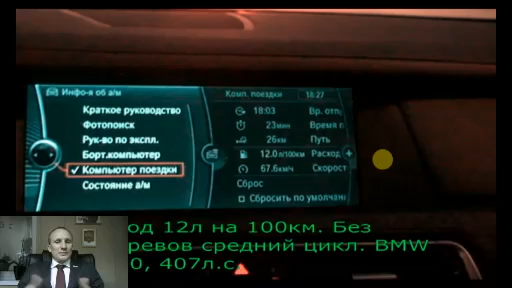 Инфо-я об а/м
Краткое руководство
Фотопоиск
Рук-во по экспл.
Борт.компьютер
✓ Компьютер поездки
Состояние а/м
Комп. поездки 18:27
18:03 Вр. отп
23мин Время п
26км Путь
12.0л/100км Расход
67.6км/ч Скорост
Сброс
Сбросить по умолчан
од 12л на 100км. Без
ревов средний цикл. BMW
0, 407л.с